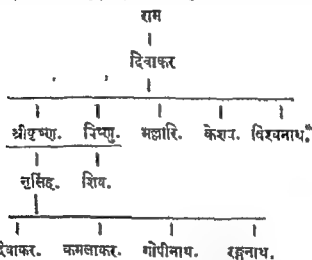 राम
दिवाकर
श्रीकृष्ण. विष्णु. मल्लारि. केशव. विश्वनाथ.*
नृसिंह. शिव.
देवाकर. कमलाकर. गोपीनाथ. रङ्गनाथ.